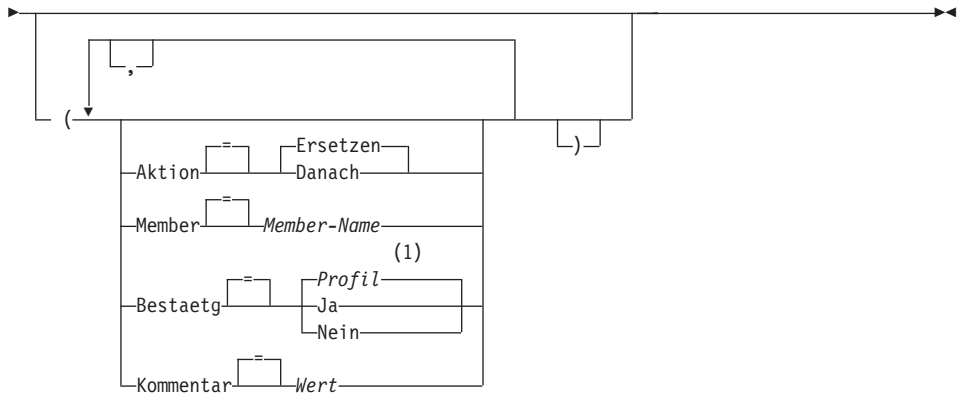 ,
(
)
= Ersetzen
Aktion Danach
=
Member Member-Name
(1)
= Profil
Bestaetg Ja
Nein
=
Kommentar Wert